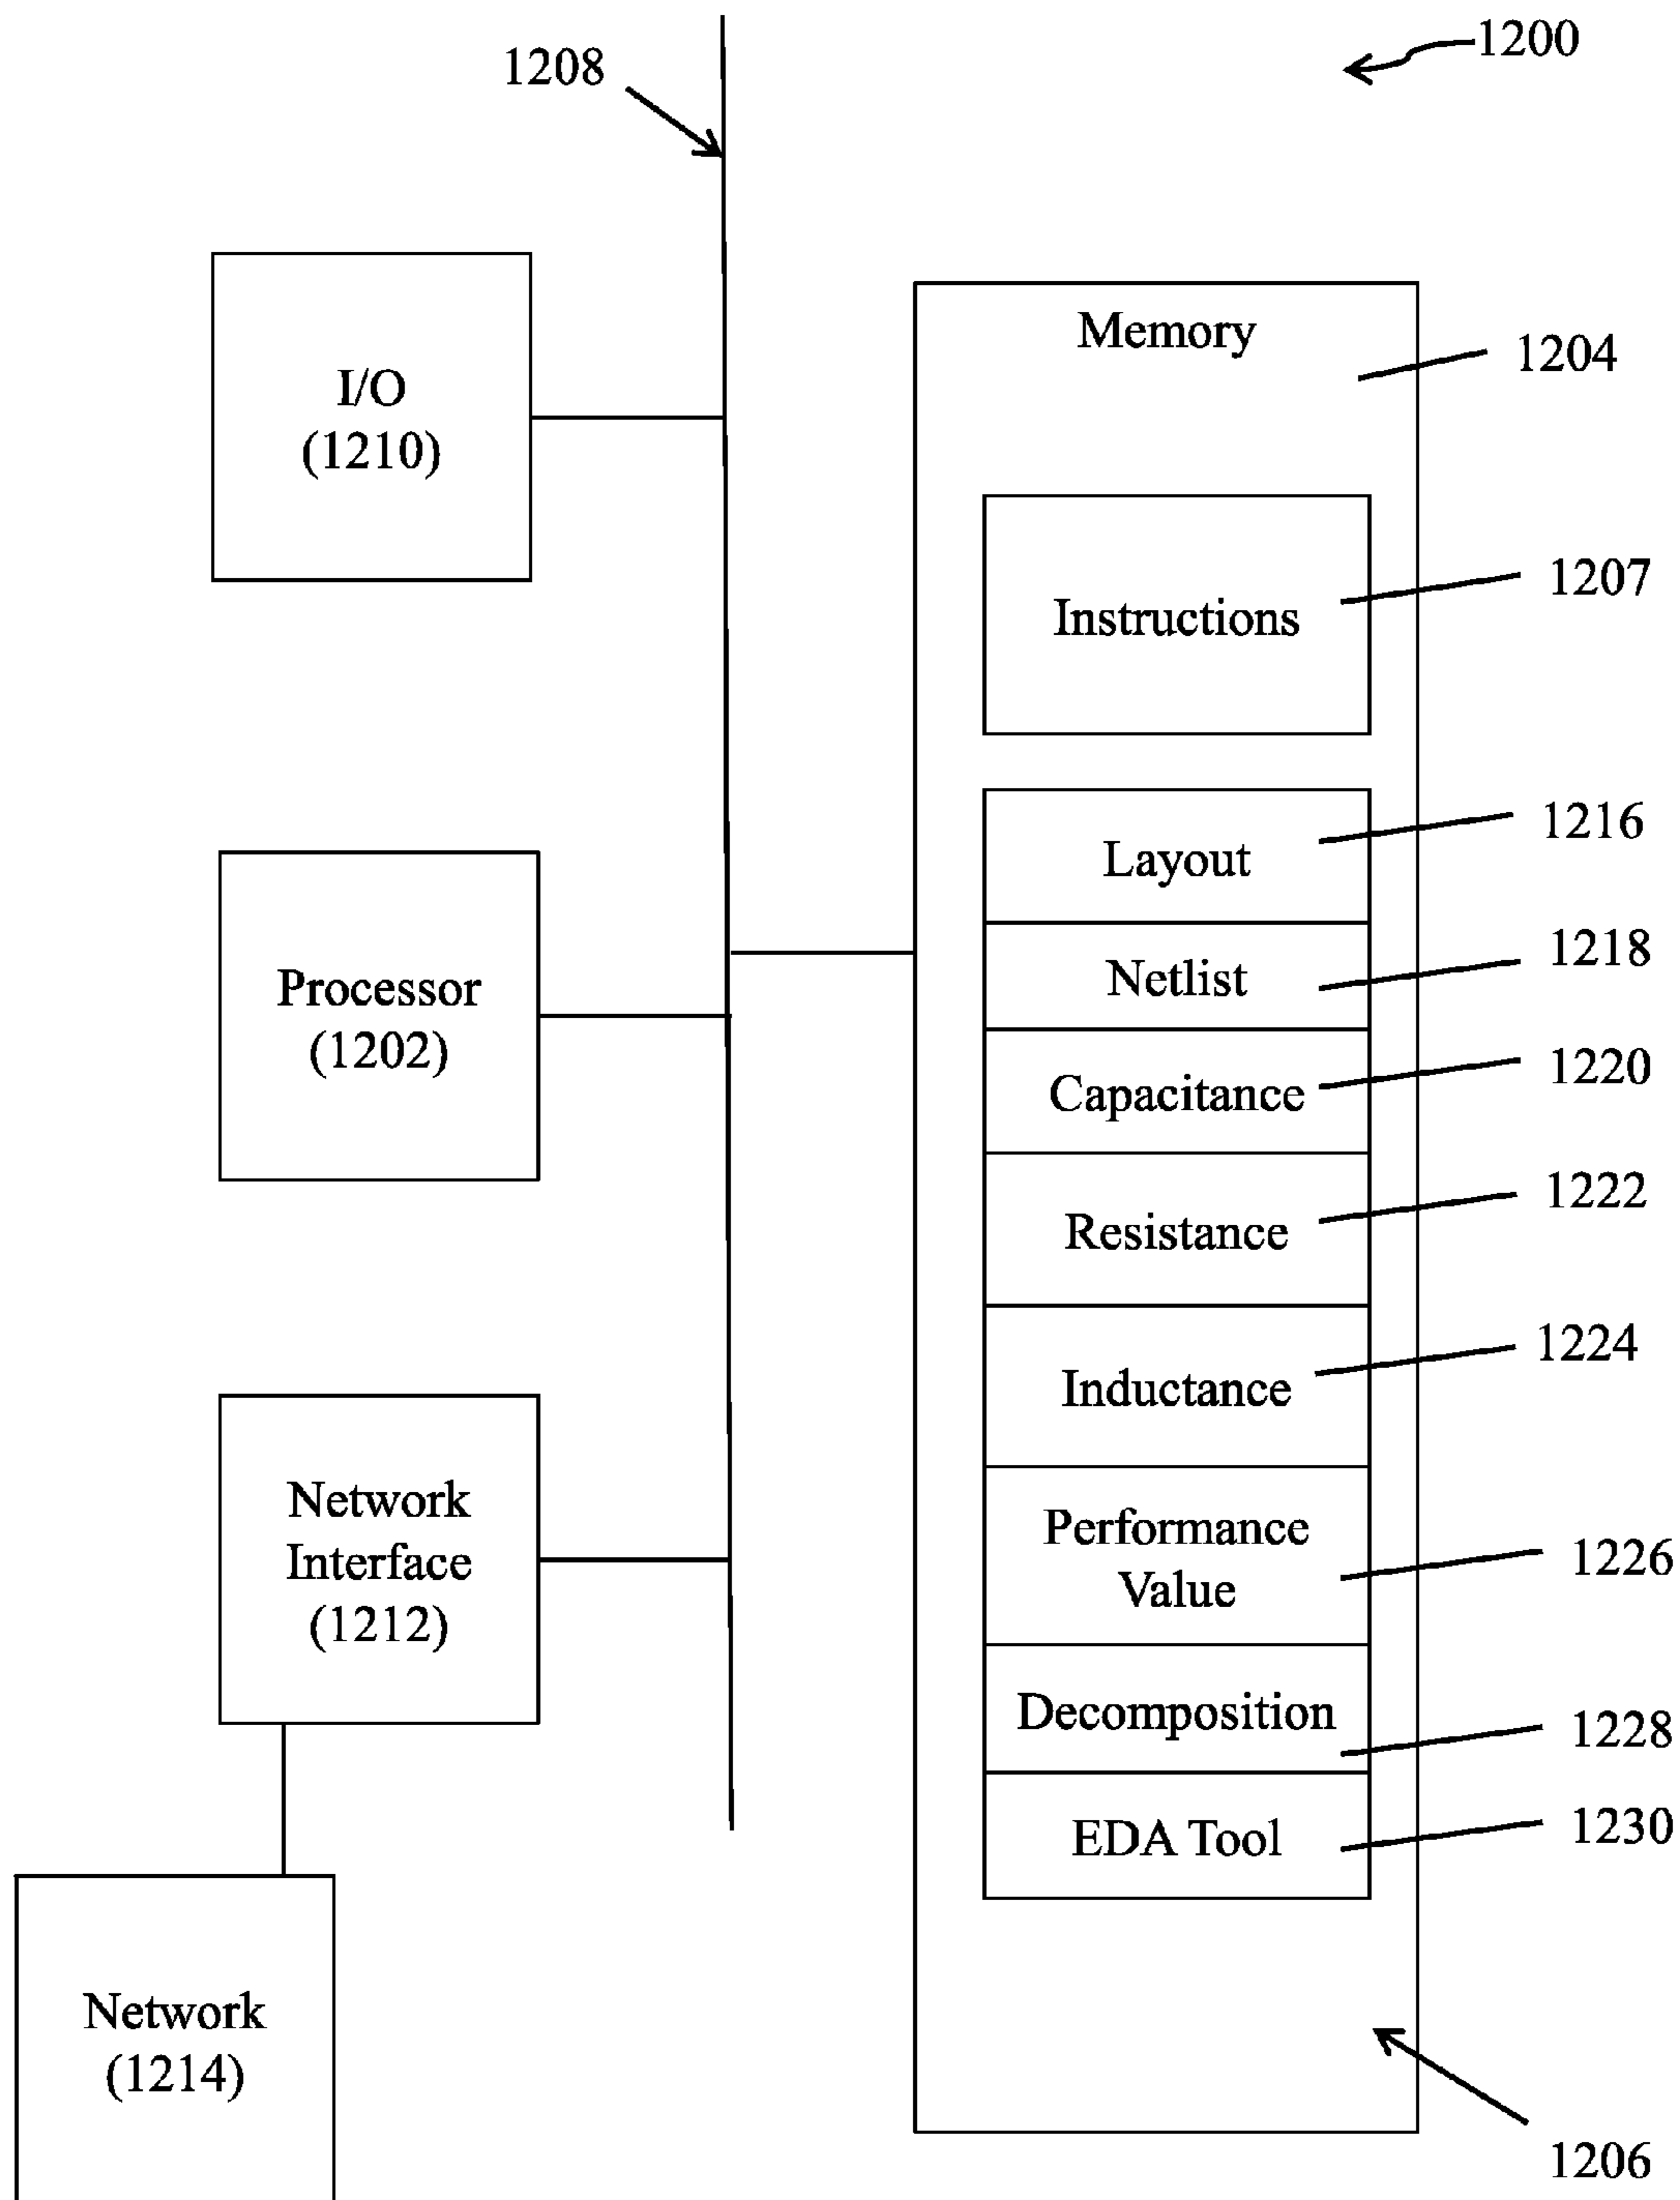 1200
1208
Memory
1204
I/O
(1210)
Instructions
1207
Layout
1216
Netlist
1218
Processor
(1202)
Capacitance
1220
Resistance
1222
Inductance
1224
Network
Interface
(1212)
Performance
Value
1226
Decomposition
1228
EDA Tool
1230
Network
(1214)
1206